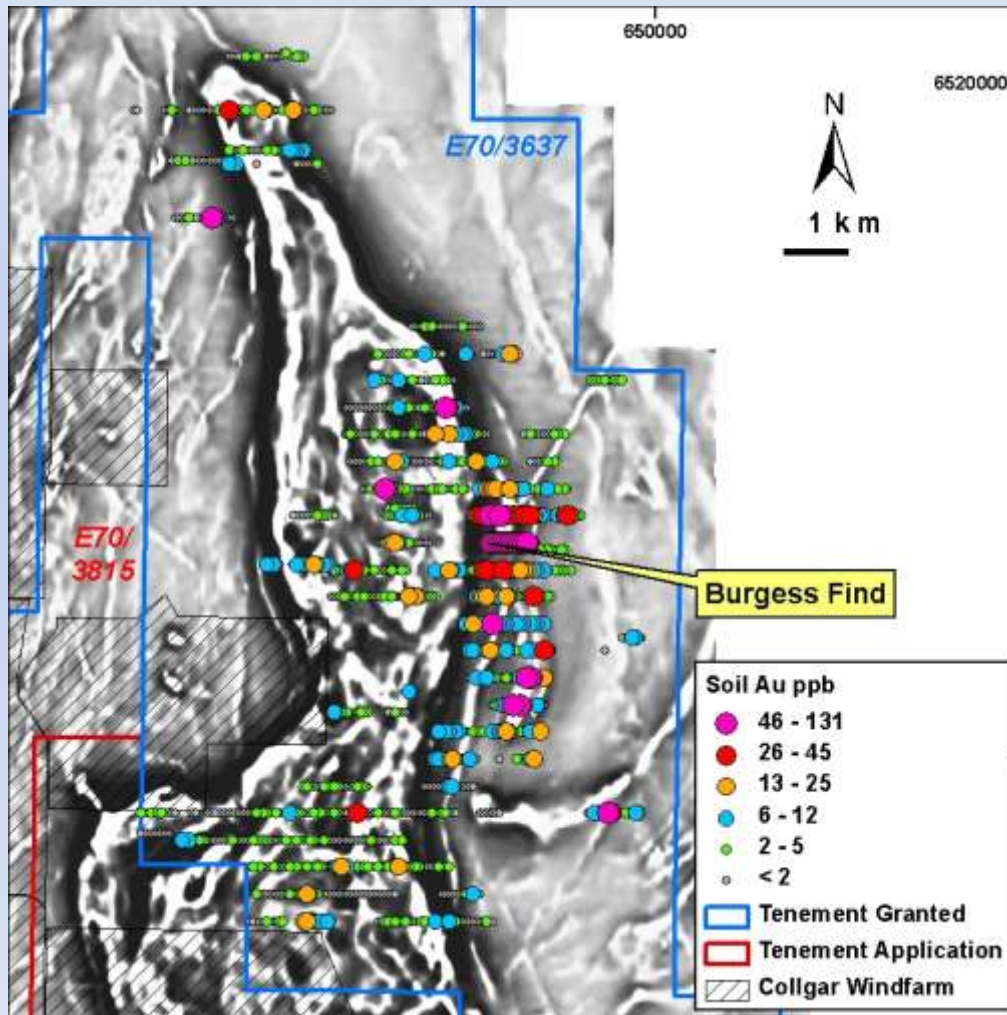 650000
6520000
N
1 km
E70/3637
E70/
3815
Burgess Find
Soil Au ppb
46 - 131
26 - 45
13 - 25
6 - 12
2 - 5
< 2
Tenement Granted
Tenement Application
Collgar Windfarm